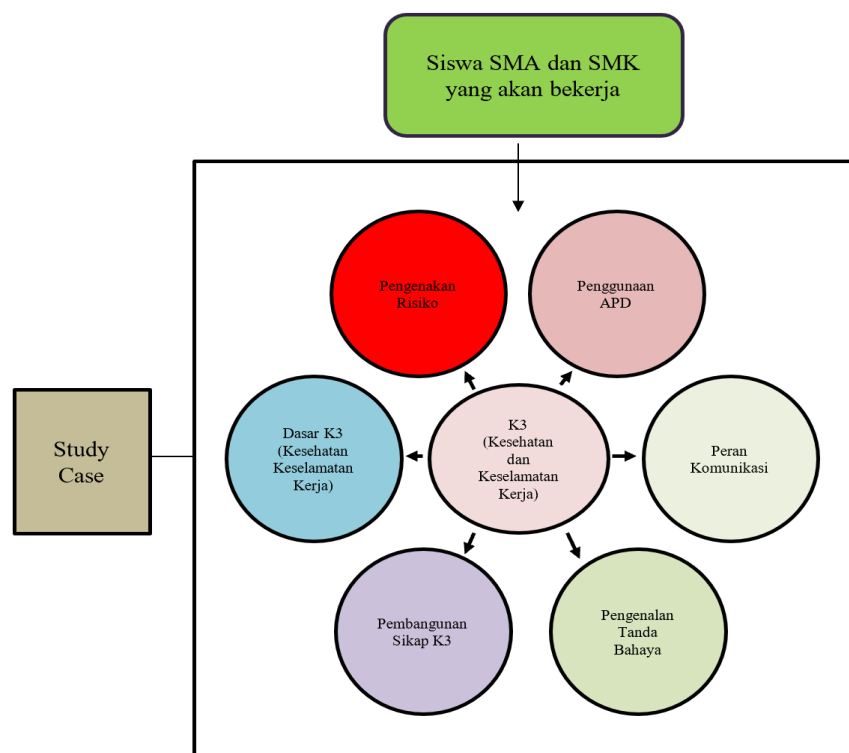 Siswa SMA dan SMK
yang akan bekerja
Pengenakan
Risiko
Penggunaan
APD
Dasar K3
(Kesehatan
Keselamatan
Kerja)
K3
(Kesehatan
dan
Keselamatan
Kerja)
Peran
Komunikasi
Study
Case
Pembangunan
Sikap K3
Pengenalan
Tanda
Bahaya